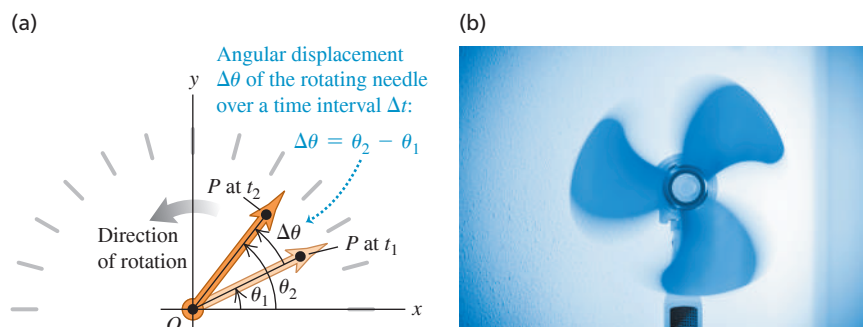 (a)
Angular displacement
Δθ of the rotating needle
over a time interval Δt:
Δθ = θ₂ − θ₁
y
P at t₂
Direction
of rotation
Δθ
P at t₁
θ₁
θ₂
O
x
(b)